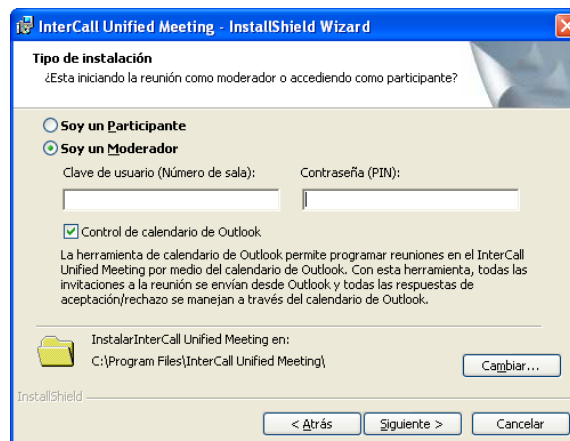 InterCall Unified Meeting - InstallShield Wizard
Tipo de instalación
¿Esta iniciando la reunión como moderador o accediendo como participante?
Soy un Participante
Soy un Moderador
Clave de usuario (Número de sala): Contraseña (PIN):
Control de calendario de Outlook
La herramienta de calendario de Outlook permite programar reuniones en el InterCall
Unified Meeting por medio del calendario de Outlook. Con esta herramienta, todas las
invitaciones a la reunión se envían desde Outlook y todas las respuestas de
aceptación/rechazo se manejan a través del calendario de Outlook.
InstalarInterCall Unified Meeting en:
C:\Program Files\InterCall Unified Meeting\
Cambiar...
InstallShield
< Atrás Siguiente > Cancelar